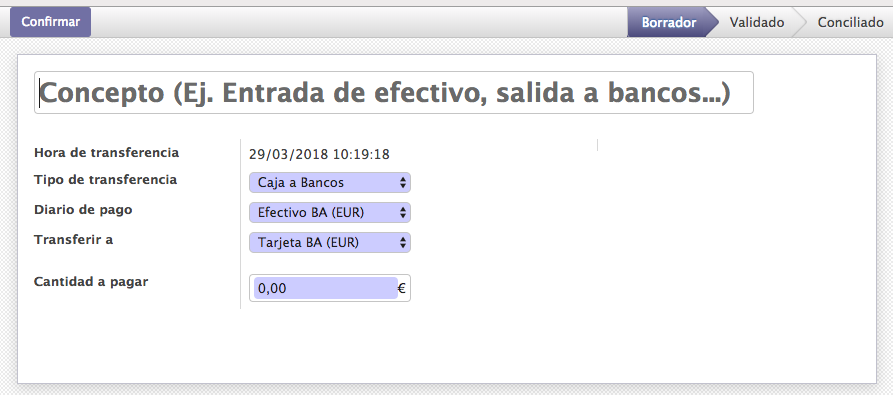 Confirmar
Borrador
Validado
Conciliado
Concepto (Ej. Entrada de efectivo, salida a bancos...)
Hora de transferencia 29/03/2018 10:19:18
Tipo de transferencia Caja a Bancos
Diario de pago Efectivo BA (EUR)
Transferir a Tarjeta BA (EUR)
Cantidad a pagar 0,00 €